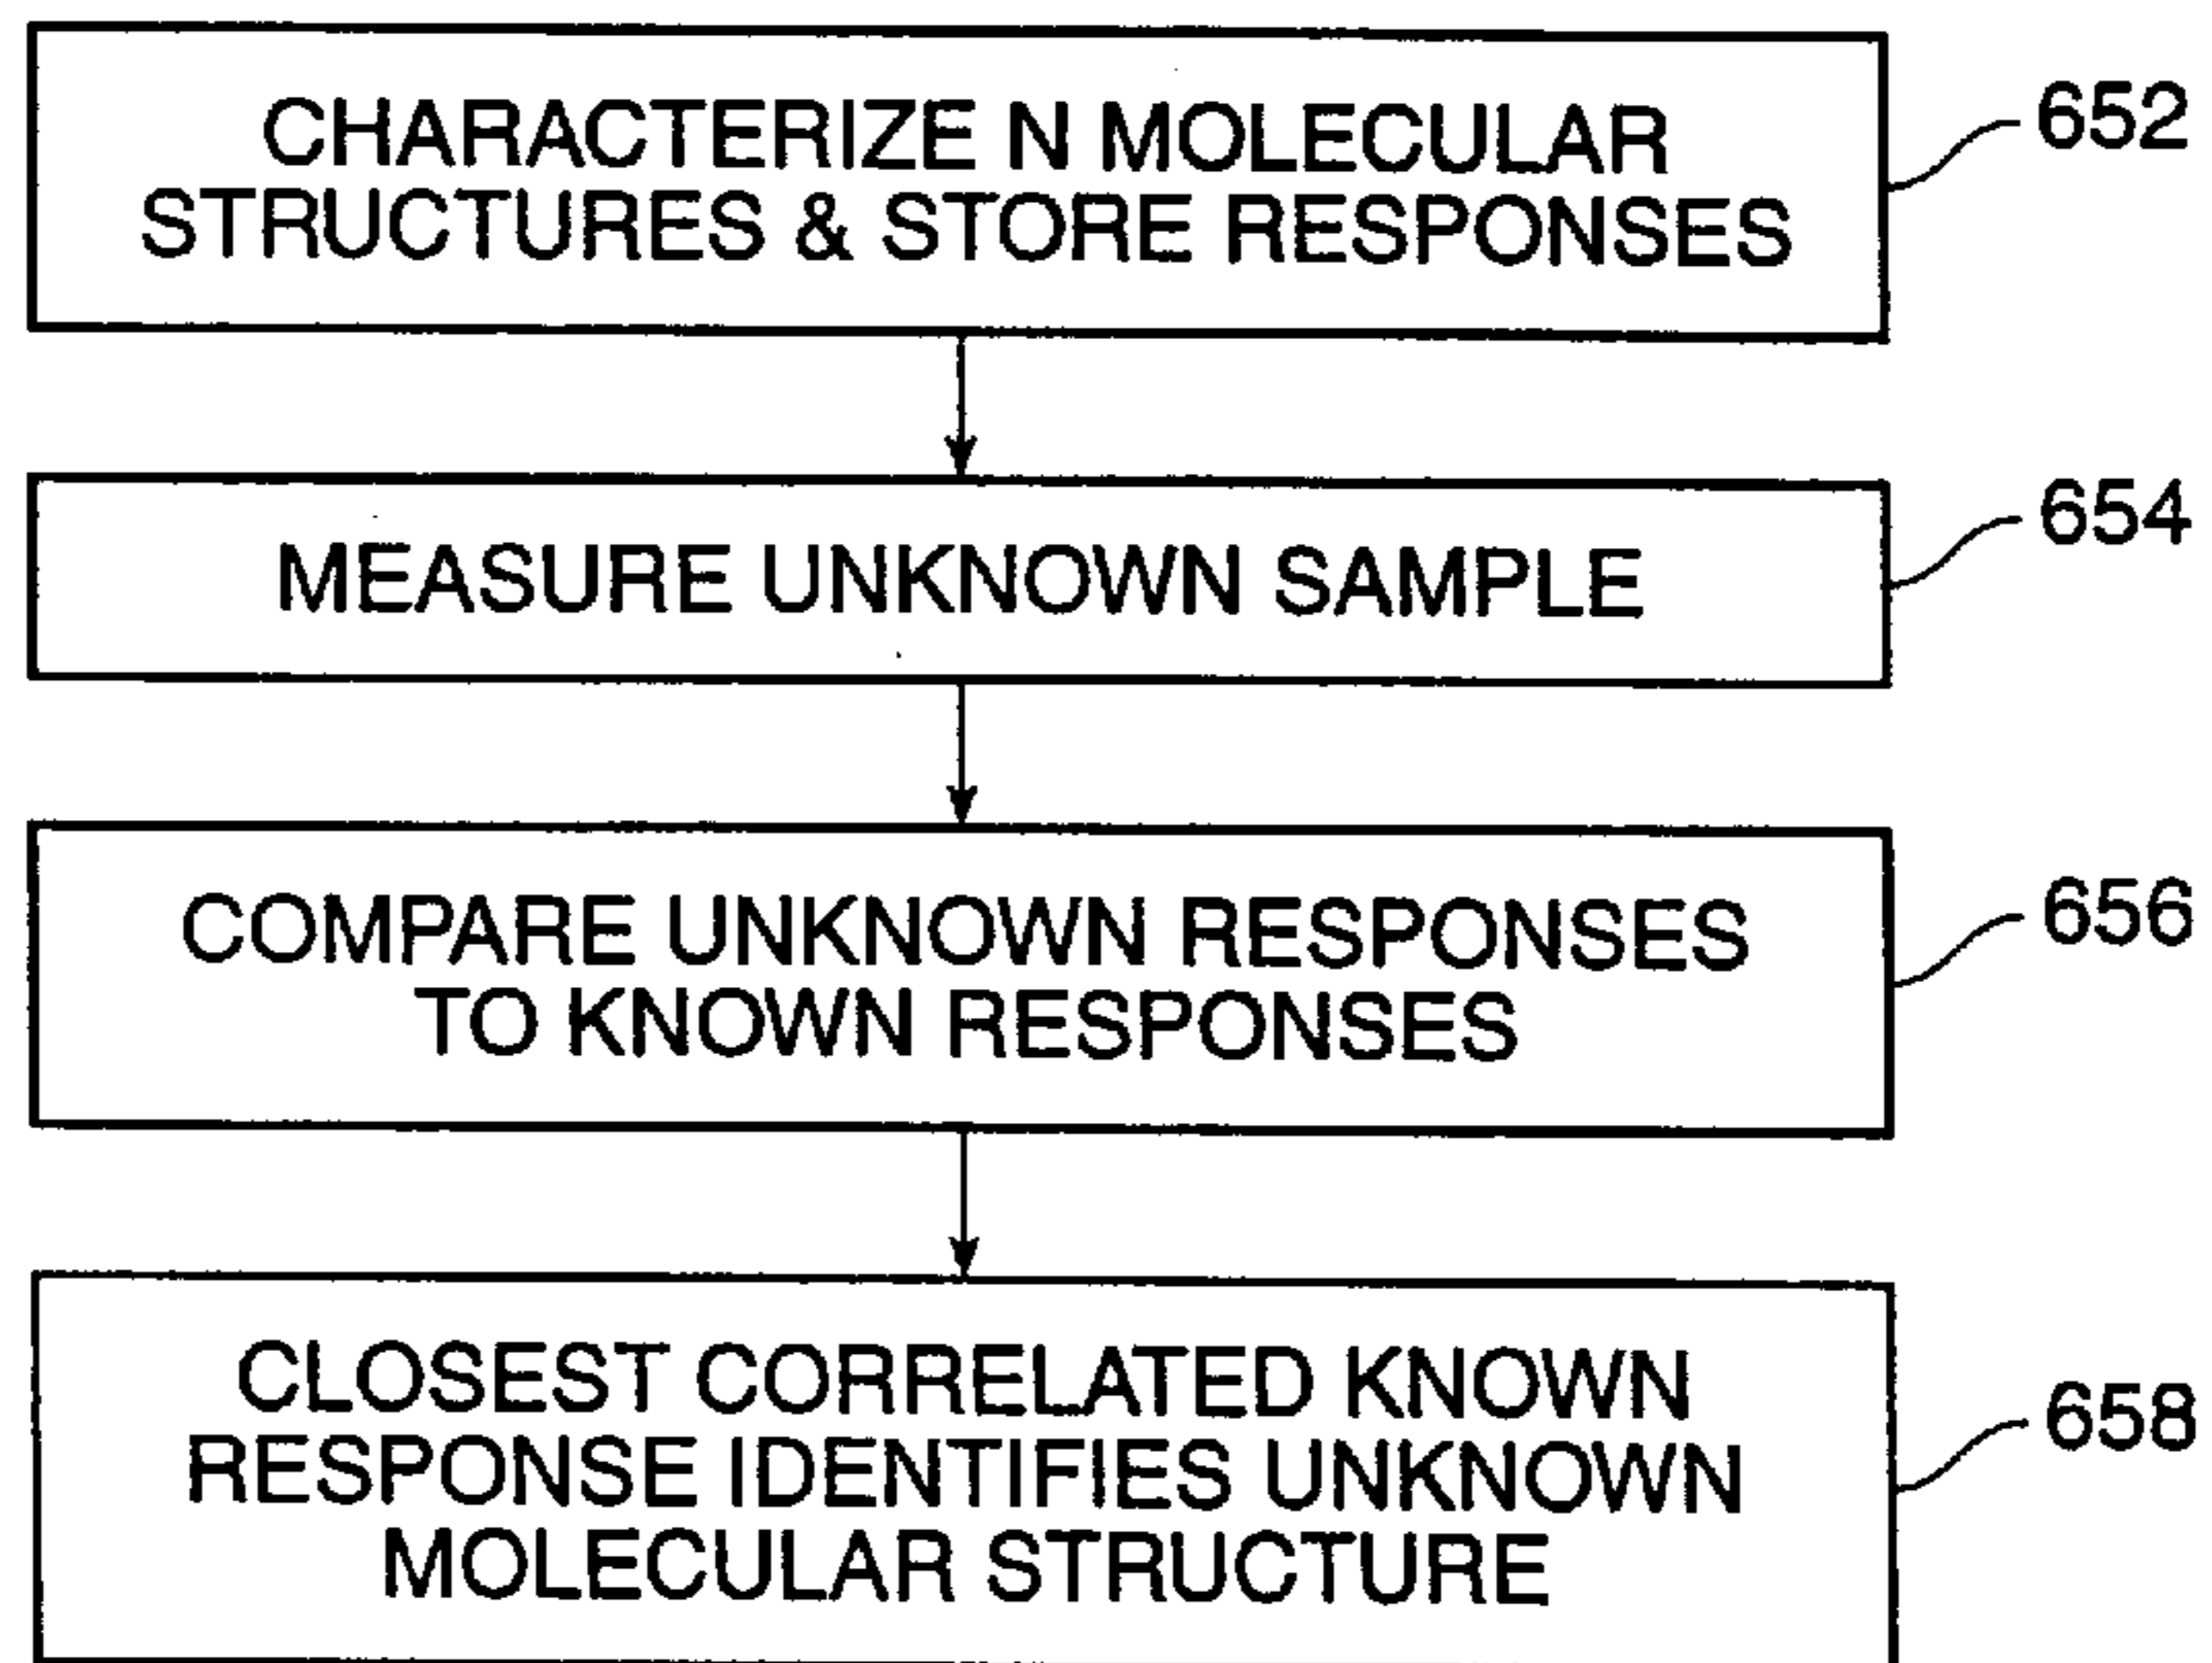 CHARACTERIZE N MOLECULAR
STRUCTURES & STORE RESPONSES
652
MEASURE UNKNOWN SAMPLE
654
COMPARE UNKNOWN RESPONSES
TO KNOWN RESPONSES
656
CLOSEST CORRELATED KNOWN
RESPONSE IDENTIFIES UNKNOWN
MOLECULAR STRUCTURE
658